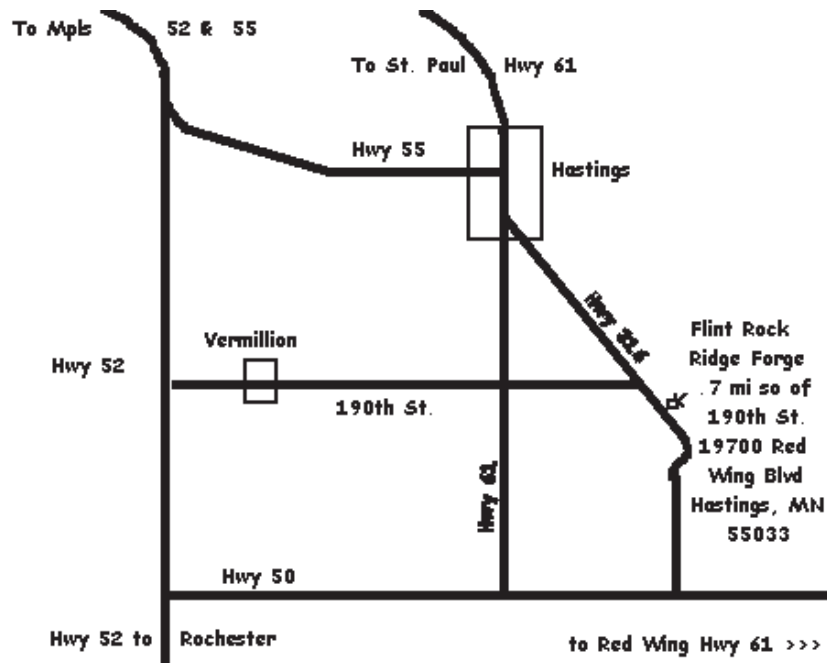 To Mpls
52 & 55
To St. Paul
Hwy 61
Hwy 55
Hastings
Hwy
Vermillion
Hwy 52
190th St.
Flint Rock
Ridge Forge
.7 mi so of
190th St.
19700 Red
Wing Blvd
Hastings, MN
55033
Hwy 61
Hwy 50
Hwy 52 to
Rochester
to Red Wing Hwy 61 >>>